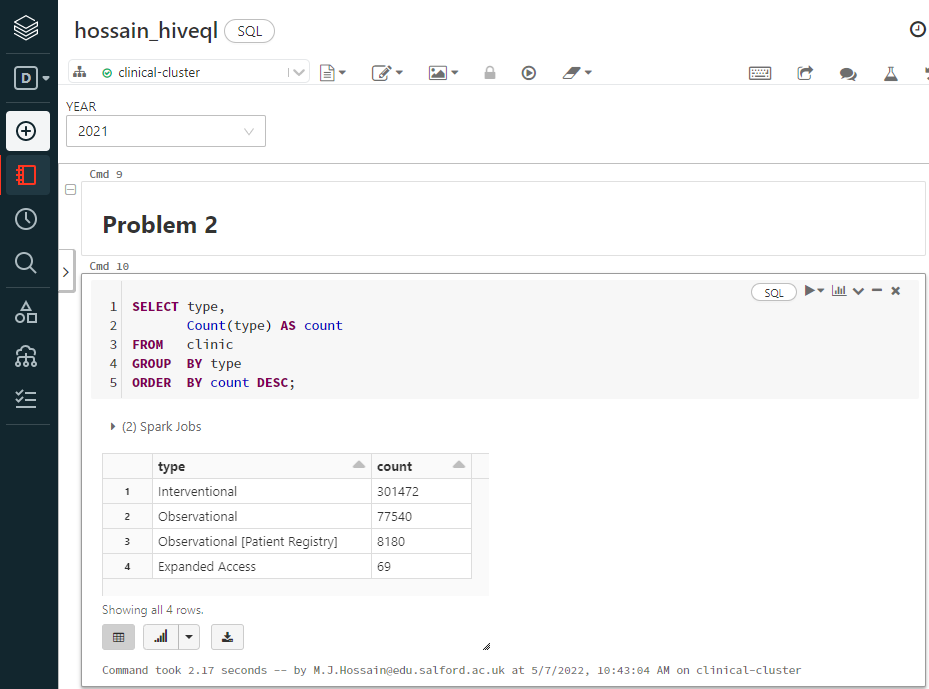 hossain_hiveql SQL
D
clinical-cluster
YEAR
2021
Cmd 9
Problem 2
Cmd 10
SQL
1 SELECT type,
2 Count(type) AS count
3 FROM clinic
4 GROUP BY type
5 ORDER BY count DESC;
(2) Spark Jobs
type count
1 Interventional 301472
2 Observational 77540
3 Observational [Patient Registry] 8180
4 Expanded Access 69
Showing all 4 rows.
Command took 2.17 seconds -- by M.J.Hossain@edu.salford.ac.uk at 5/7/2022, 10:43:04 AM on clinical-cluster